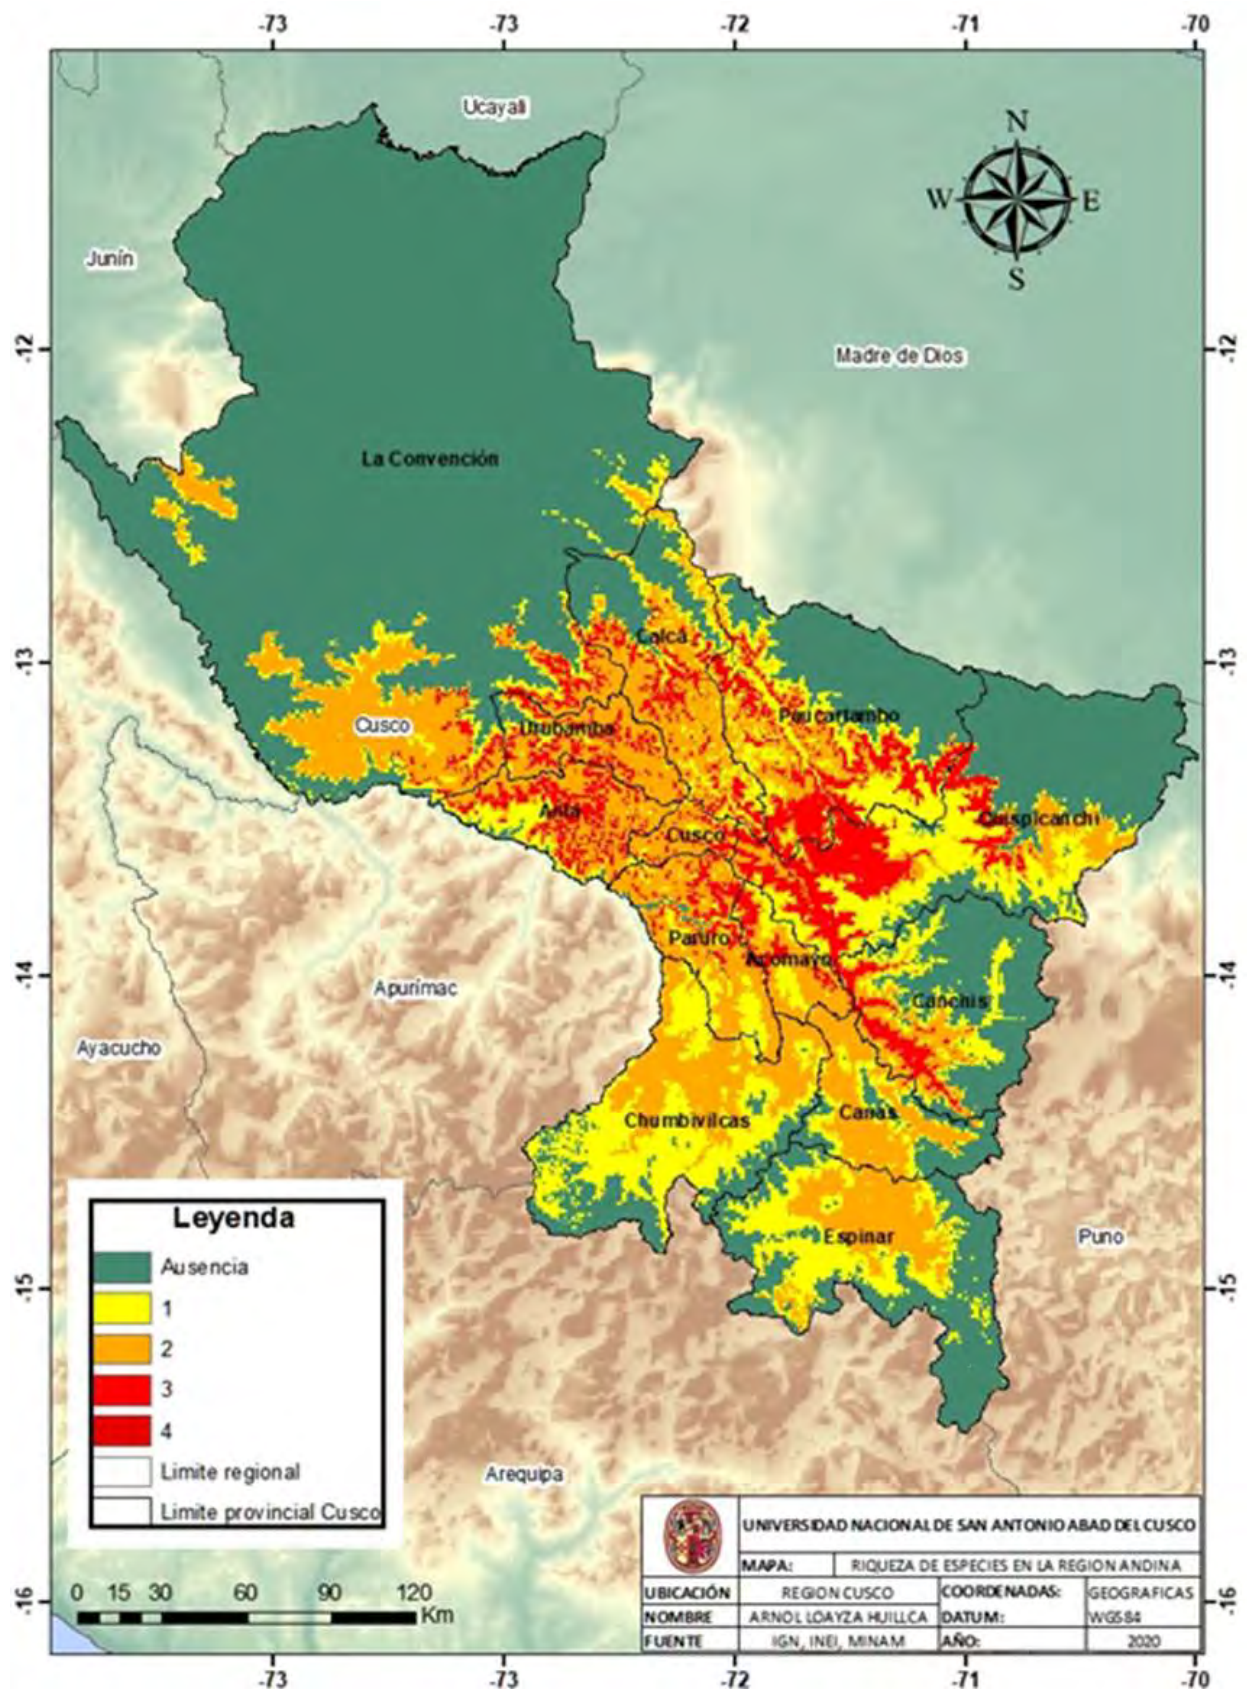 -73 -73 -72 -71 -70
Ucayali
N
W E
S
Junín
-12 -12
Madre de Dios
La Convención
Calca
-13 -13
Paucartambo
Cusco
Urubamba
Anta
Quispicanchi
Cusco
Paruro
Acomayo
-14 -14
Apurímac
Canchis
Ayacucho
Chumbivilcas
Canas
Espinar
Puno
Leyenda
Ausencia
1
2
3
4
Limite regional
Limite provincial Cusco
-15 -15
Arequipa
0 15 30 60 90 120
Km
-16 -16
UNIVERSIDAD NACIONAL DE SAN ANTONIO ABAD DEL CUSCO
MAPA: RIQUEZA DE ESPECIES EN LA REGION ANDINA
UBICACIÓN REGION CUSCO COORDENADAS: GEOGRAFICAS
NOMBRE ARNOL LOAYZA HUILLCA DATUM: WGS84
FUENTE IGN, INEI, MINAM AÑO: 2020
-73 -73 -72 -71 -70